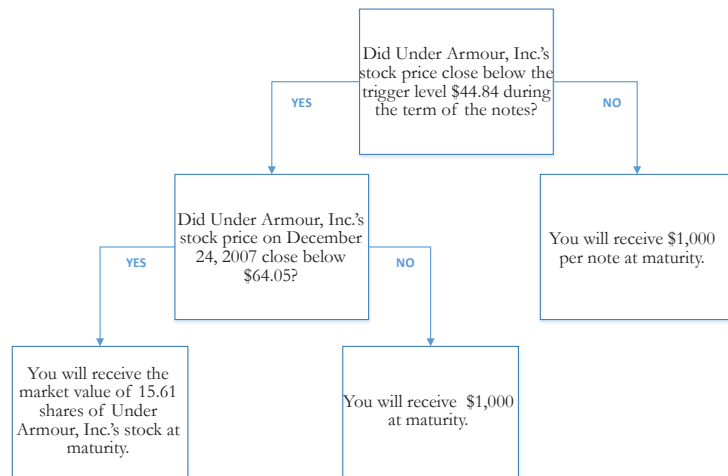 Did Under Armour, Inc.'s
stock price close below the
trigger level $44.84 during
the term of the notes?
YES
NO
Did Under Armour, Inc.'s
stock price on December
24, 2007 close below
$64.05?
You will receive $1,000
per note at maturity.
YES
NO
You will receive the
market value of 15.61
shares of Under
Armour, Inc.'s stock at
maturity.
You will receive $1,000
at maturity.